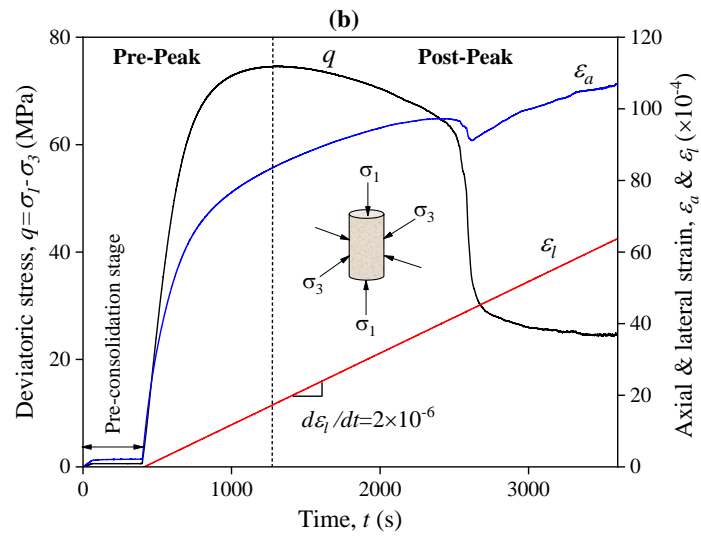 (b)
Pre-Peak
q
Post-Peak
εₐ
Deviatoric stress, q=σ₁-σ₃ (MPa)
80
60
40
20
0
Pre-consolidation stage
σ₁
σ₃
σ₃
σ₁
εₗ
dεₗ/dt=2×10⁻⁶
120
100
80
60
40
20
0
Axial & lateral strain, εₐ & εₗ (×10⁻⁴)
0
1000
2000
3000
Time, t (s)